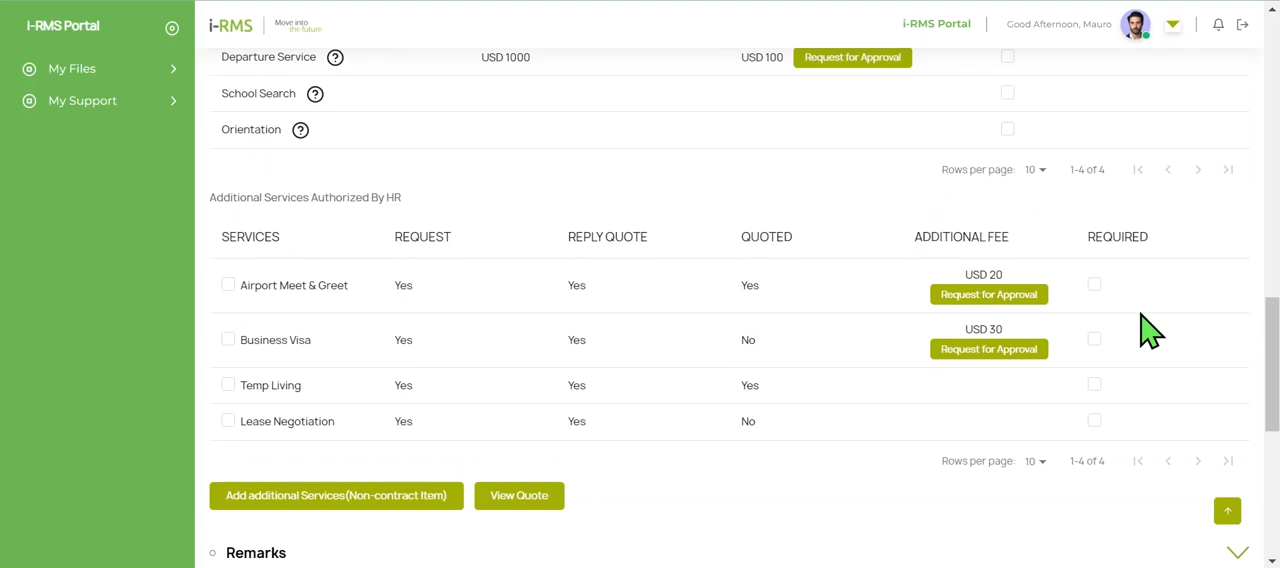 i-RMS Portal
i-RMS
Move into
the future
i-RMS Portal
Good Afternoon, Mauro
My Files
My Support
Departure Service ? USD 1000 USD 100 Request for Approval
School Search ?
Orientation ?
Rows per page: 10 1-4 of 4
Additional Services Authorized By HR
SERVICES REQUEST REPLY QUOTE QUOTED ADDITIONAL FEE REQUIRED
Airport Meet & Greet Yes Yes Yes USD 20
Request for Approval
Business Visa Yes Yes No USD 30
Request for Approval
Temp Living Yes Yes Yes
Lease Negotiation Yes Yes No
Rows per page: 10 1-4 of 4
Add additional Services(Non-contract Item) View Quote
Remarks